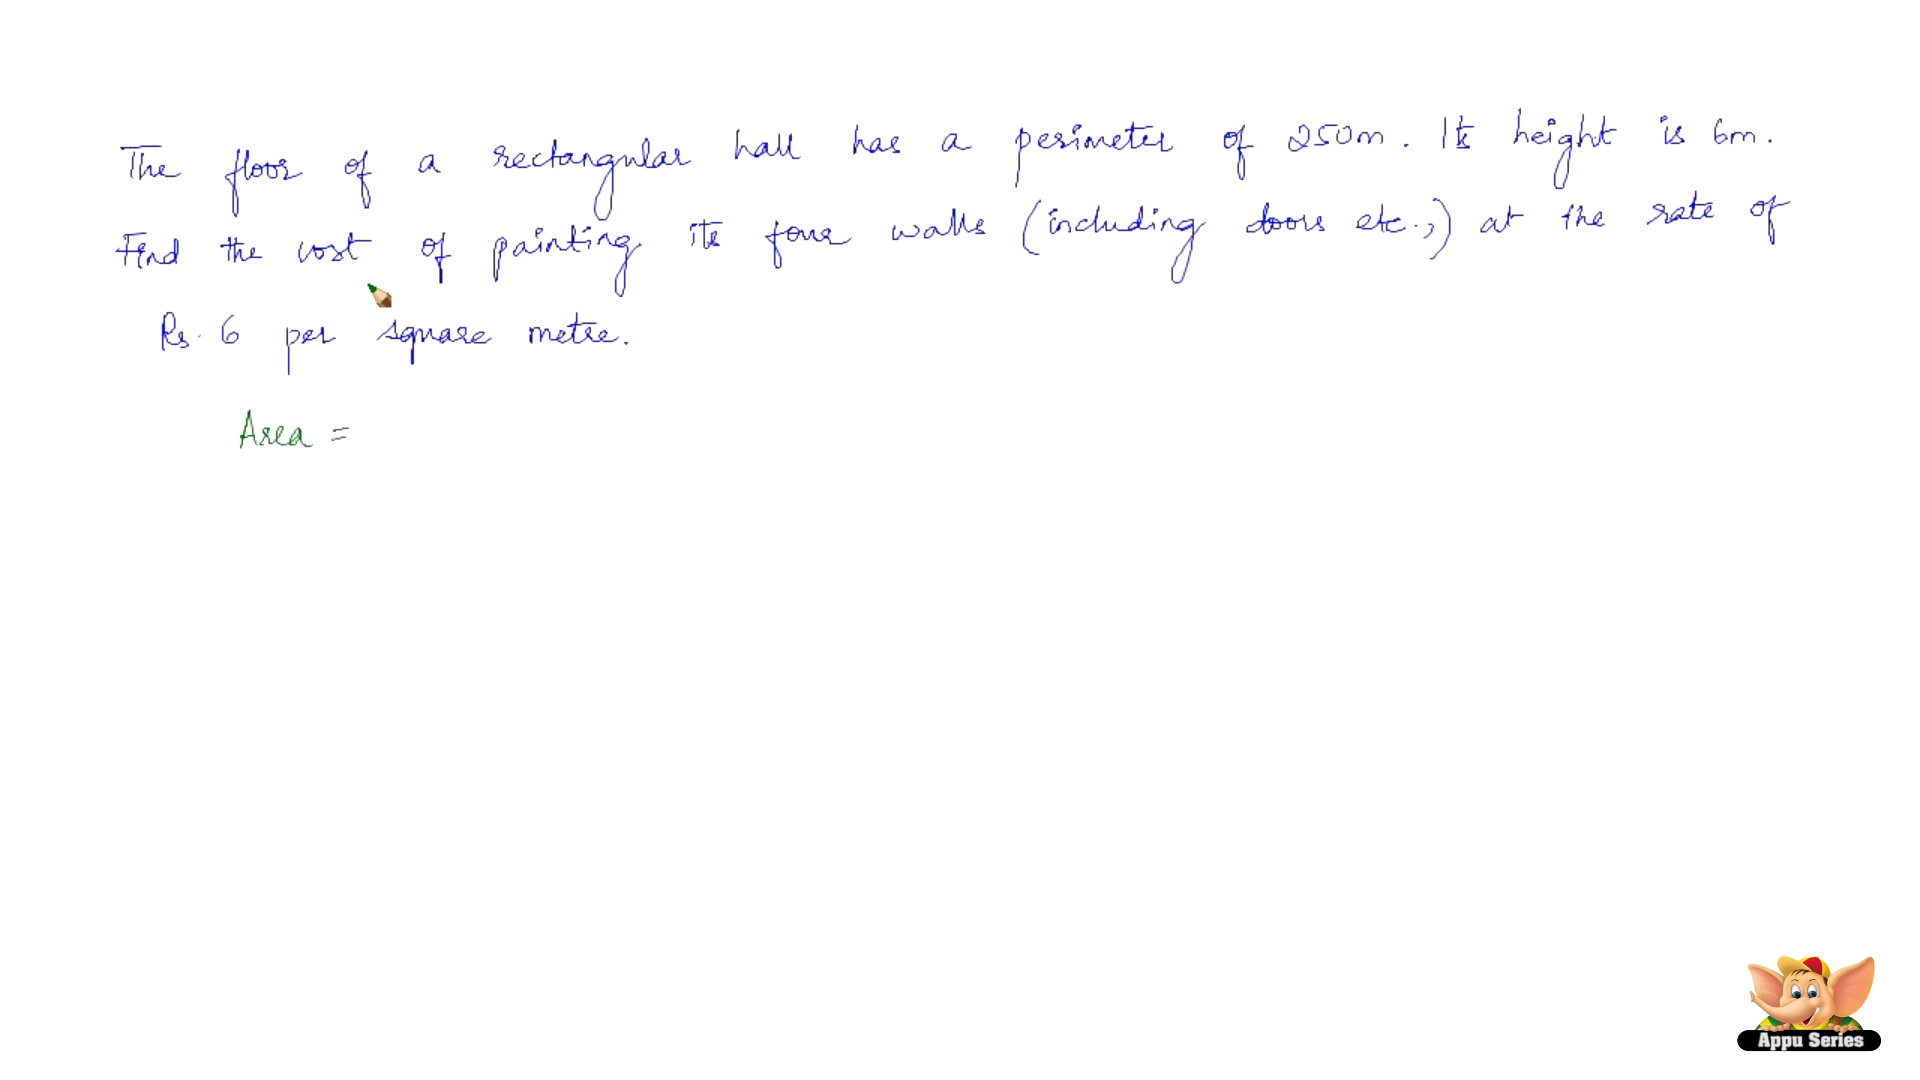 The floor of a rectangular hall has a perimeter of 250m. Its height is 6m.
Find the cost of painting its four walls (including doors etc.,) at the rate of
Rs. 6 per square metre.
Area =
Appu Series